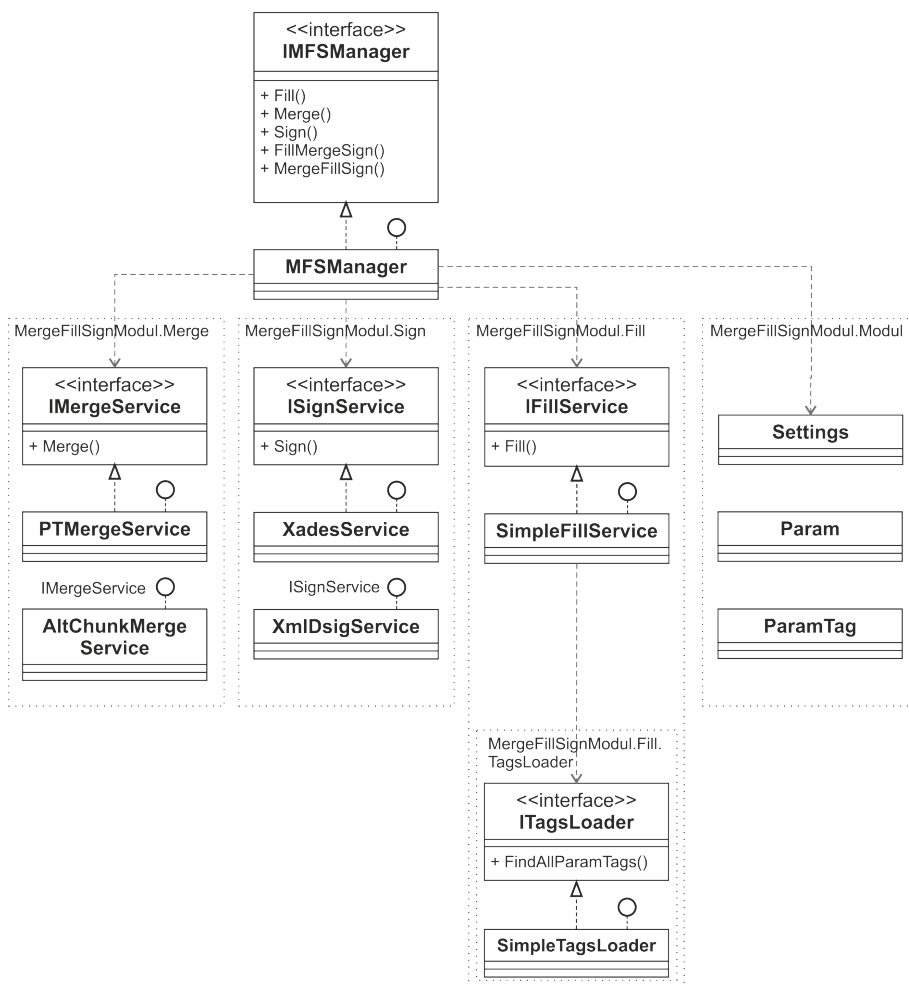 <<interface>>
IMFSManager
+ Fill()
+ Merge()
+ Sign()
+ FillMergeSign()
+ MergeFillSign()
MFSManager
MergeFillSignModul.Merge
<<interface>>
IMergeService
+ Merge()
PTMergeService
IMergeService
AltChunkMerge
Service
MergeFillSignModul.Sign
<<interface>>
ISignService
+ Sign()
XadesService
ISignService
XmlDsigService
MergeFillSignModul.Fill
<<interface>>
IFillService
+ Fill()
SimpleFillService
MergeFillSignModul.Fill.
TagsLoader
<<interface>>
ITagsLoader
+ FindAllParamTags()
SimpleTagsLoader
MergeFillSignModul.Modul
Settings
Param
ParamTag